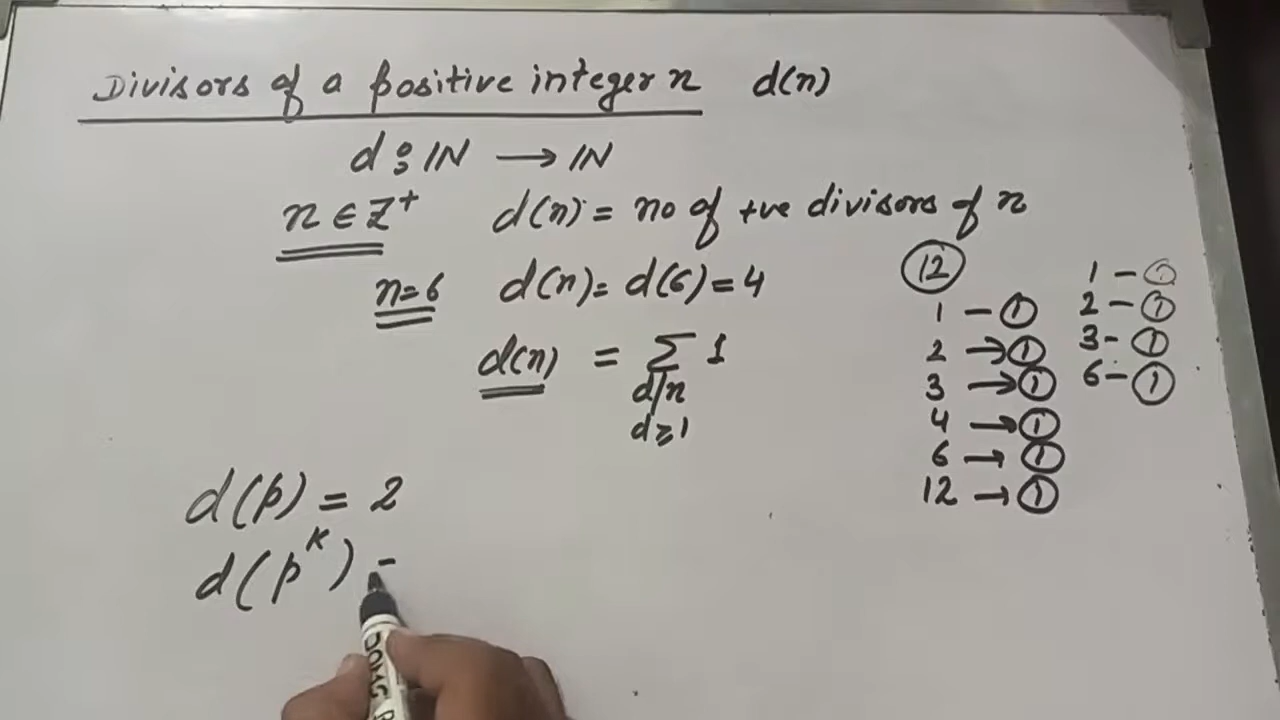 Divisors of a positive integer n d(n)
d : IN → IN
n ∈ Z⁺ d(n) = no of +ve divisors of n
n=6 d(n) = d(6) = 4
d(n) = Σ 1
d/n
d≥1
d(p) = 2
d(p^k) =
12
1 – 1
2 → 1
3 → 1
4 → 1
6 → 1
12 → 1
1 – 1
2 – 1
3 – 1
6 – 1
DOMS